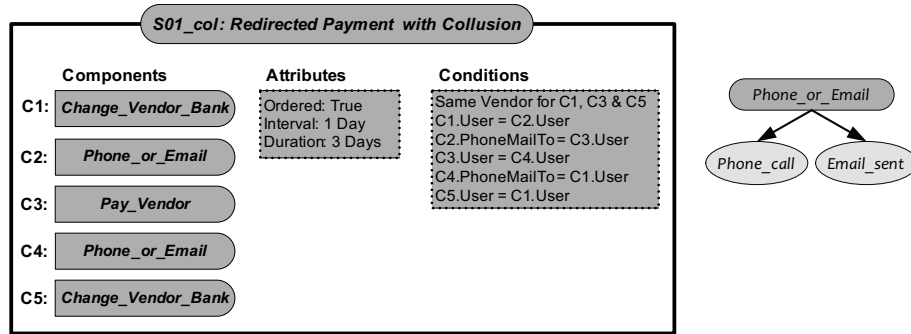 S01_col: Redirected Payment with Collusion
Components
C1: Change_Vendor_Bank
C2: Phone_or_Email
C3: Pay_Vendor
C4: Phone_or_Email
C5: Change_Vendor_Bank
Attributes
Ordered: True
Interval: 1 Day
Duration: 3 Days
Conditions
Same Vendor for C1, C3 & C5
C1.User = C2.User
C2.PhoneMailTo = C3.User
C3.User = C4.User
C4.PhoneMailTo = C1.User
C5.User = C1.User
Phone_or_Email
Phone_call
Email_sent